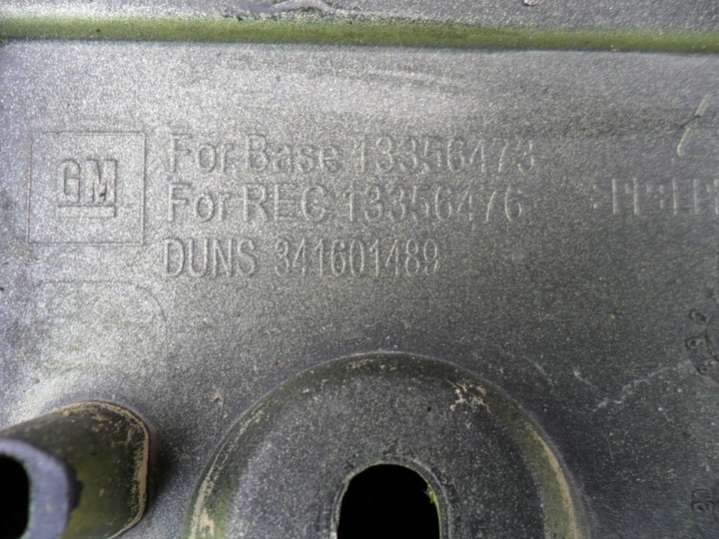 GM
For Base 13356473
For REC 13356476
DUNS 341601489